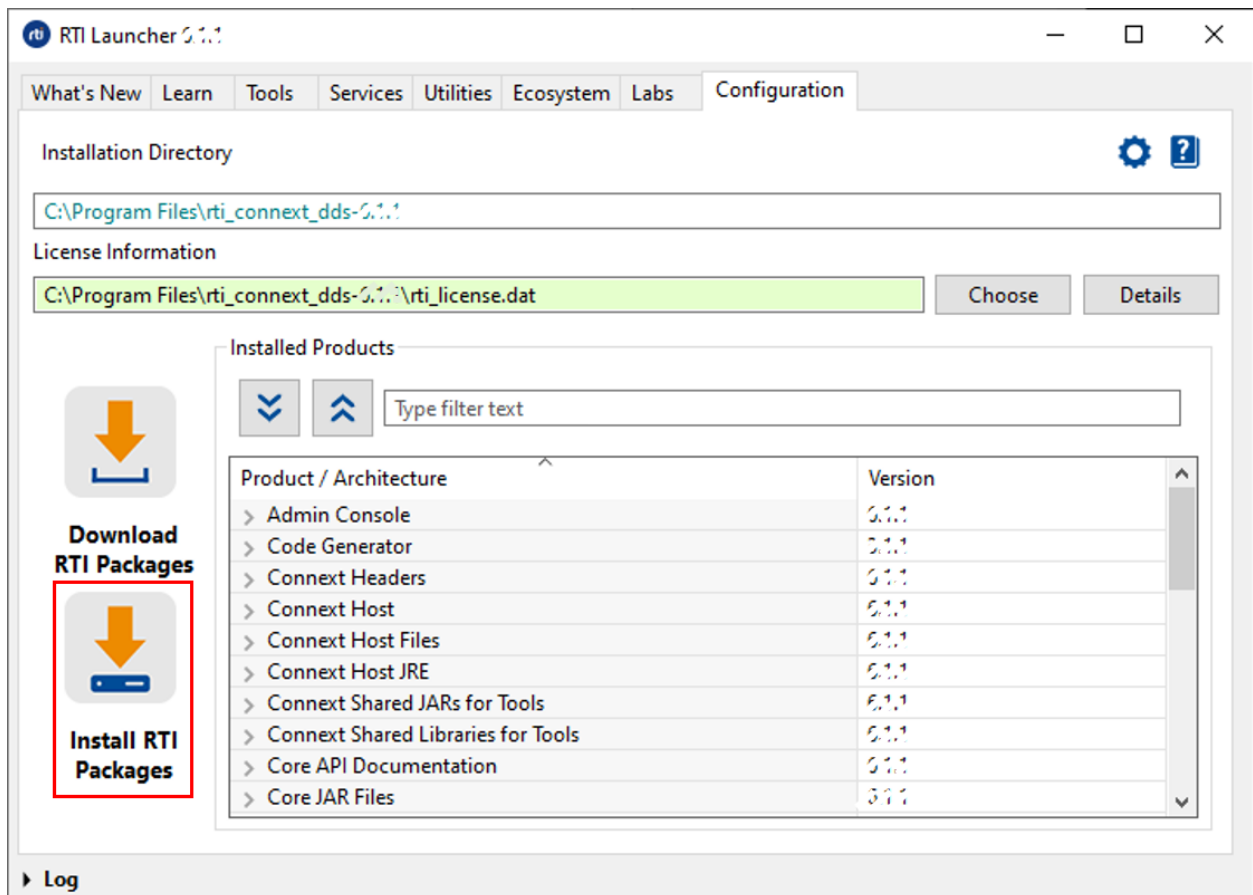 rti RTI Launcher
What's New Learn Tools Services Utilities Ecosystem Labs Configuration
Installation Directory
C:\Program Files\rti_connext_dds-
License Information
C:\Program Files\rti_connext_dds-\rti_license.dat Choose Details
Installed Products
Type filter text
Download
RTI Packages
Install RTI
Packages
Product / Architecture Version
Admin Console
Code Generator
Connext Headers
Connext Host
Connext Host Files
Connext Host JRE
Connext Shared JARs for Tools
Connext Shared Libraries for Tools
Core API Documentation
Core JAR Files
Log